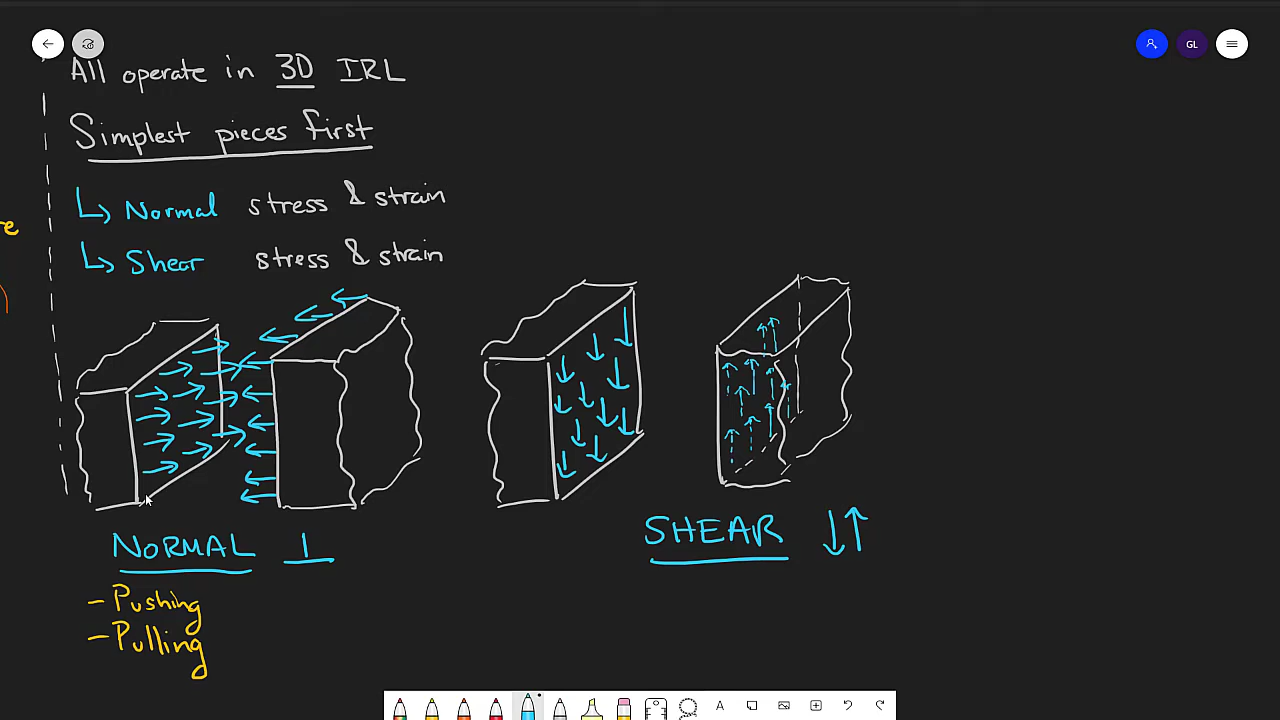 GL
All operate in 3D IRL
Simplest pieces first
Normal stress & strain
Shear stress & strain
re
NORMAL ⊥
SHEAR ↓↑
- Pushing
- Pulling
A